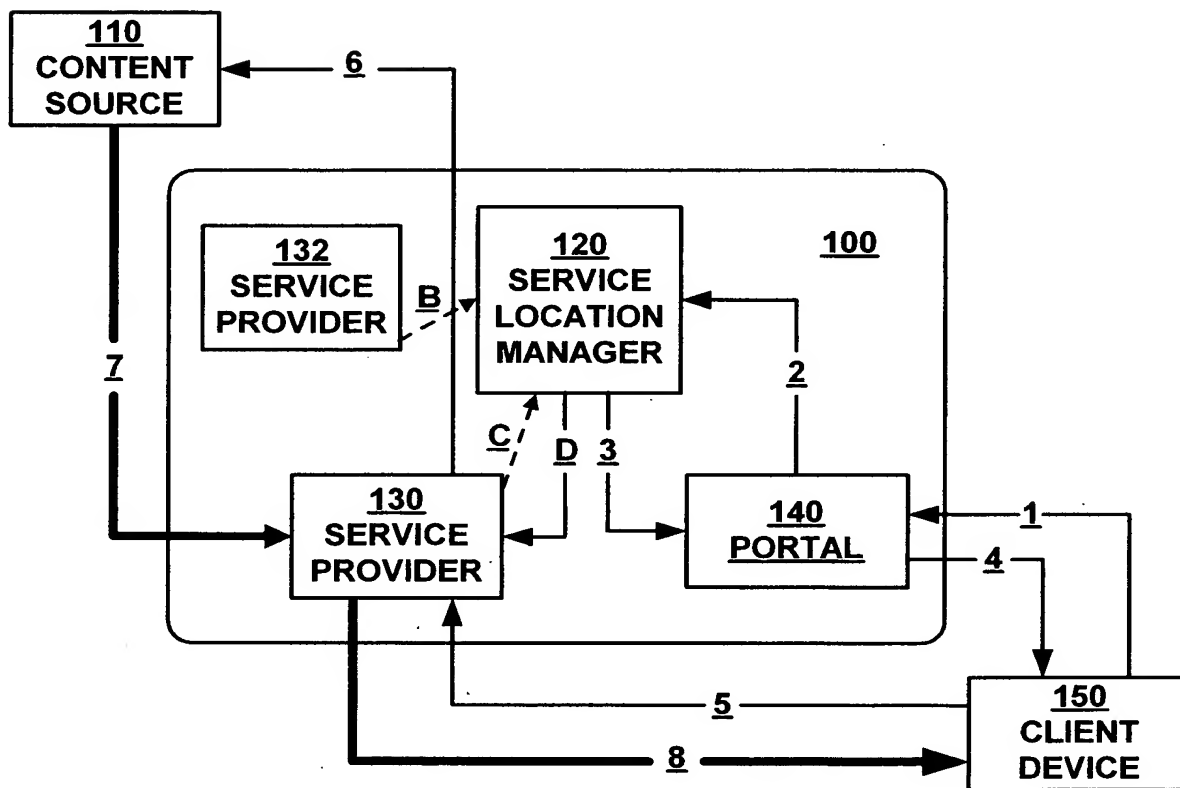 110
CONTENT
SOURCE
6
132
SERVICE
PROVIDER
B
120
SERVICE
LOCATION
MANAGER
100
7
2
C
D
3
130
SERVICE
PROVIDER
140
PORTAL
1
4
5
150
CLIENT
DEVICE
8